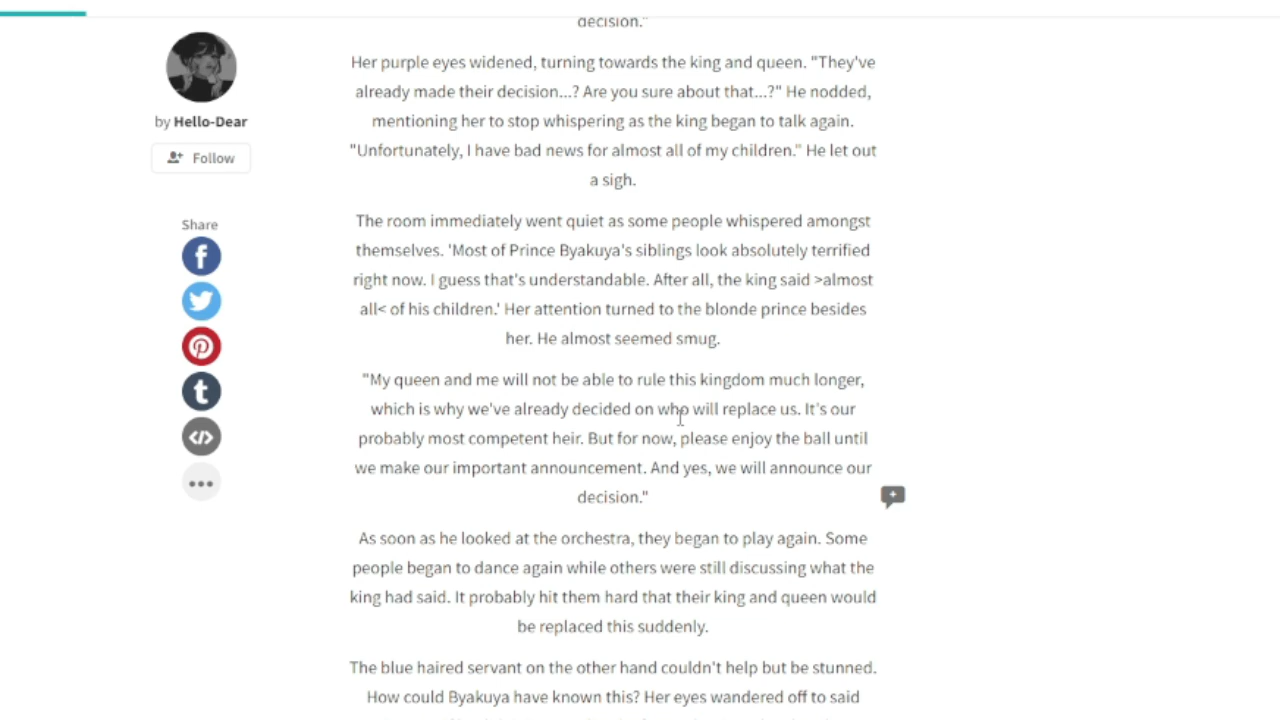 decision."
by Hello-Dear
Follow
Share
Her purple eyes widened, turning towards the king and queen. "They've
already made their decision...? Are you sure about that...?" He nodded,
mentioning her to stop whispering as the king began to talk again.
"Unfortunately, I have bad news for almost all of my children." He let out
a sigh.
The room immediately went quiet as some people whispered amongst
themselves. 'Most of Prince Byakuya's siblings look absolutely terrified
right now. I guess that's understandable. After all, the king said >almost
all< of his children.' Her attention turned to the blonde prince besides
her. He almost seemed smug.
"My queen and me will not be able to rule this kingdom much longer,
which is why we've already decided on who will replace us. It's our
probably most competent heir. But for now, please enjoy the ball until
we make our important announcement. And yes, we will announce our
decision."
As soon as he looked at the orchestra, they began to play again. Some
people began to dance again while others were still discussing what the
king had said. It probably hit them hard that their king and queen would
be replaced this suddenly.
The blue haired servant on the other hand couldn't help but be stunned.
How could Byakuya have known this? Her eyes wandered off to said